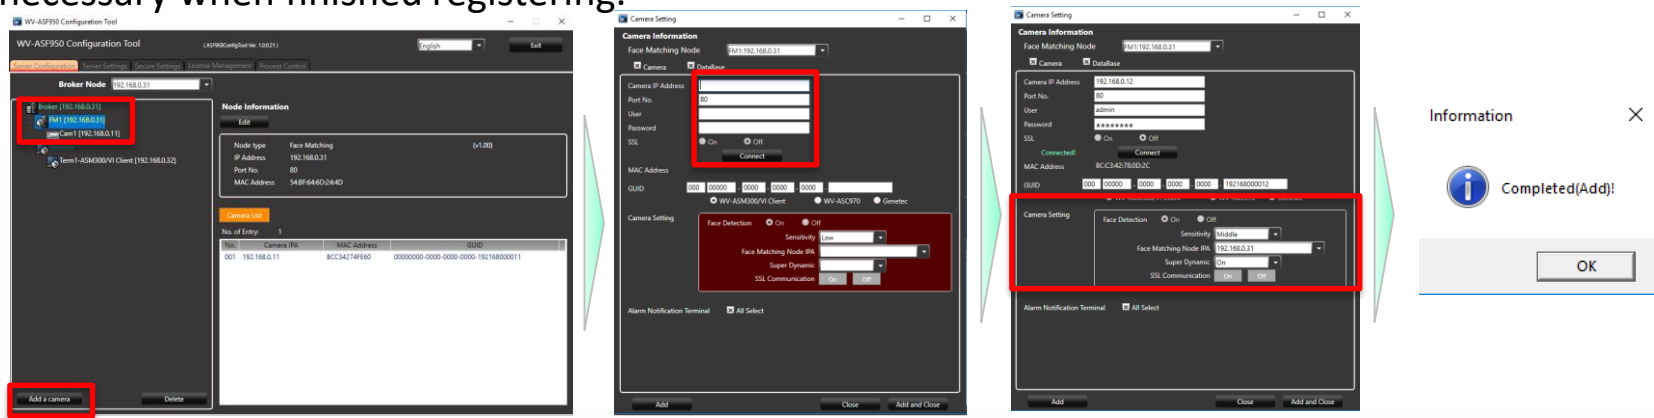 necessary when finished registering.
WV-ASF950 Configuration Tool
WV-ASF950 Configuration Tool
( ASF950ConfigTool Ver. 1.00.21 )
English
Exit
Server Configuration
Server Settings
Secure Settings
License Management
Process Control
Broker Node
192.168.0.31
Broker [192.168.0.31]
FM1 [192.168.0.31]
Cam1 [192.168.0.11]
Term1-ASM300/VI Client [192.168.0.32]
Node Information
Edit
Node type Face Matching (v1.00)
IP Address 192.168.0.31
Port No. 80
MAC Address 54:BF:64:6D:24:4D
Camera List
No. of Entry: 1
No. Camera IPA MAC Address GUID
001 192.168.0.11 BCC34274FE60 00000000-0000-0000-0000-192168000011
Add a camera
Delete
Camera Setting
Camera Information
Face Matching Node FM1:192.168.0.31
Camera DataBase
Camera IP Address
Port No. 80
User
Password
SSL On Off
Connect
MAC Address
GUID 000 00000 - 0000 - 0000 - 0000 -
WV-ASM300/VI Client WV-ASC970 Genetec
Camera Setting
Face Detection On Off
Sensitivity Low
Face Matching Node IPA
Super Dynamic
SSL Communication On Off
Alarm Notification Terminal All Select
Add
Close
Add and Close
Camera Setting
Camera Information
Face Matching Node FM1:192.168.0.31
Camera DataBase
Camera IP Address 192.168.0.12
Port No. 80
User admin
Password ********
SSL On Off
Connected! Connect
MAC Address BC:C3:42:7B:0D:2C
GUID 000 00000 - 0000 - 0000 - 0000 - 192168000012
WV-ASM300/VI Client WV-ASC970 Genetec
Camera Setting
Face Detection On Off
Sensitivity Middle
Face Matching Node IPA 192.168.0.31
Super Dynamic On
SSL Communication On Off
Alarm Notification Terminal All Select
Add
Close
Add and Close
Information
Completed(Add)!
OK